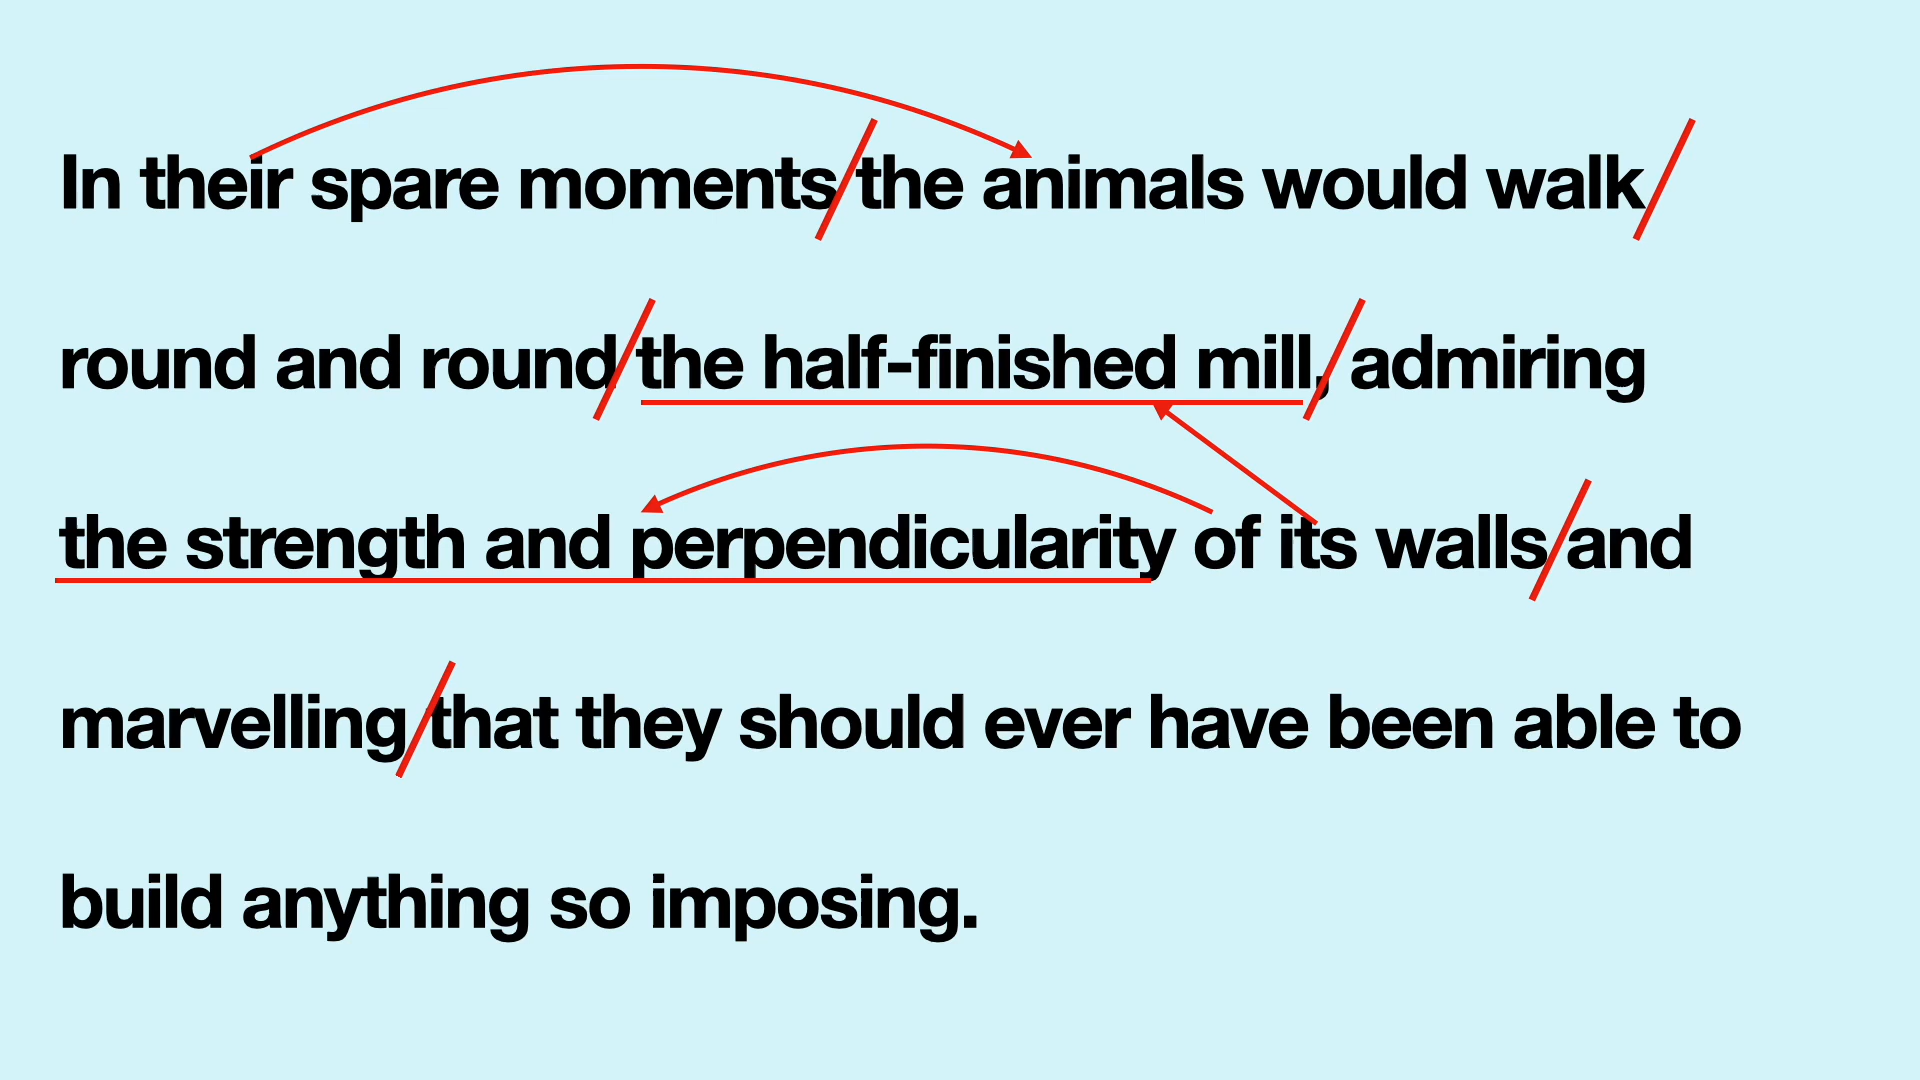 In their spare moments the animals would walk
round and round the half-finished mill, admiring
the strength and perpendicularity of its walls and
marvelling that they should ever have been able to
build anything so imposing.